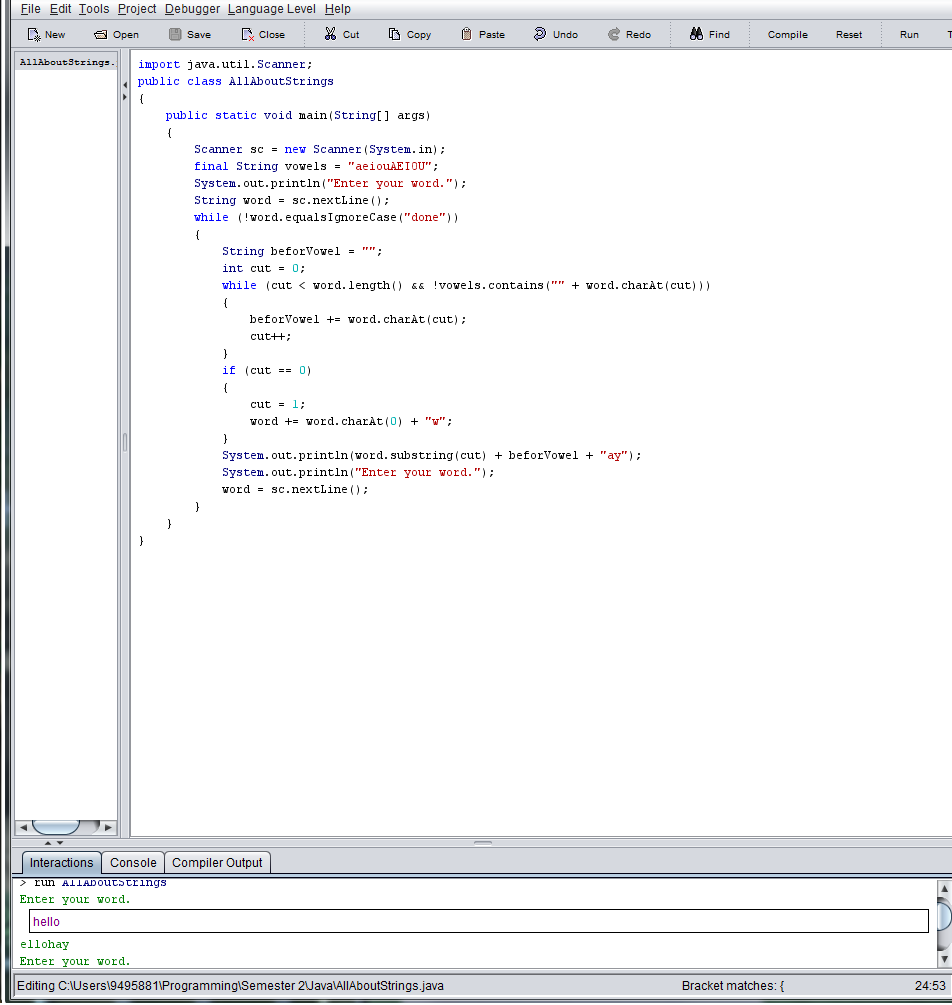 File Edit Tools Project Debugger Language Level Help
New Open Save Close Cut Copy Paste Undo Redo Find Compile Reset Run
AllAboutStrings.
import java.util.Scanner;
public class AllAboutStrings
{
    public static void main(String[] args)
    {
        Scanner sc = new Scanner(System.in);
        final String vowels = "aeiouAEIOU";
        System.out.println("Enter your word.");
        String word = sc.nextLine();
        while (!word.equalsIgnoreCase("done"))
        {
            String beforVowel = "";
            int cut = 0;
            while (cut < word.length() && !vowels.contains("" + word.charAt(cut)))
            {
                beforVowel += word.charAt(cut);
                cut++;
            }
            if (cut == 0)
            {
                cut = 1;
                word += word.charAt(0) + "w";
            }
            System.out.println(word.substring(cut) + beforVowel + "ay");
            System.out.println("Enter your word.");
            word = sc.nextLine();
        }
    }
}
Interactions Console Compiler Output
> run AllAboutStrings
Enter your word.
hello
ellohay
Enter your word.
Editing C:\Users\9495881\Programming\Semester 2\Java\AllAboutStrings.java Bracket matches: { 24:53